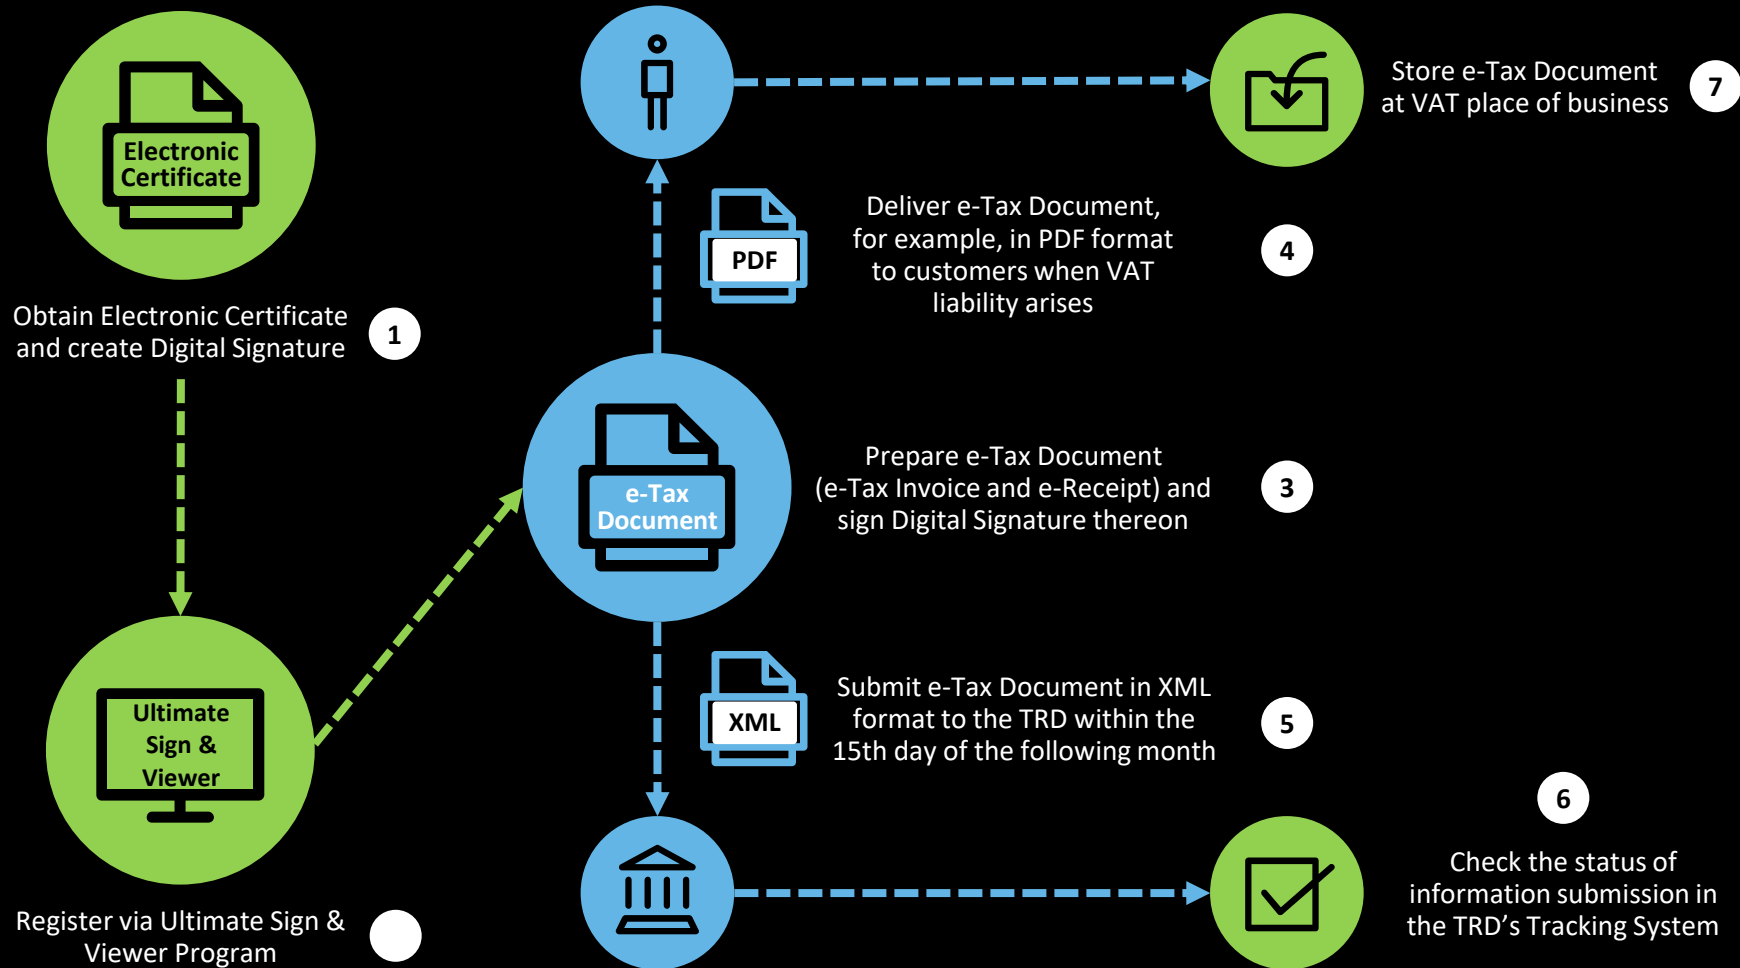 Electronic
Certificate
Obtain Electronic Certificate
and create Digital Signature
1
Ultimate
Sign &
Viewer
Register via Ultimate Sign &
Viewer Program
e-Tax
Document
Prepare e-Tax Document
(e-Tax Invoice and e-Receipt) and
sign Digital Signature thereon
3
PDF
Deliver e-Tax Document,
for example, in PDF format
to customers when VAT
liability arises
4
XML
Submit e-Tax Document in XML
format to the TRD within the
15th day of the following month
5
6
Check the status of
information submission in
the TRD’s Tracking System
Store e-Tax Document
at VAT place of business
7